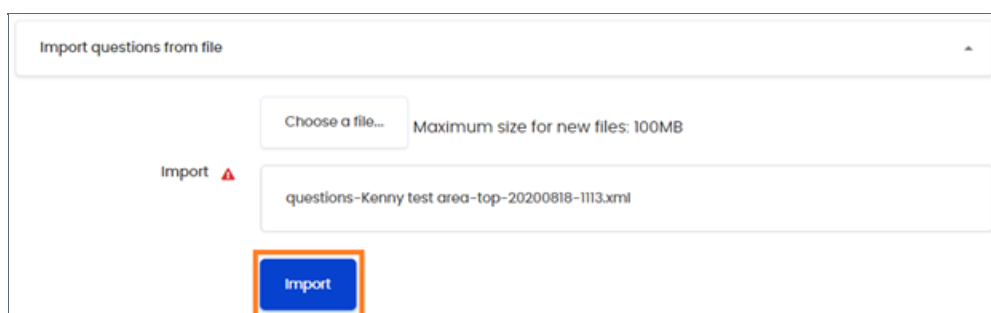 Import questions from file
Choose a file... Maximum size for new files: 100MB
Import
questions-Kenny test area-top-20200818-1113.xml
Import